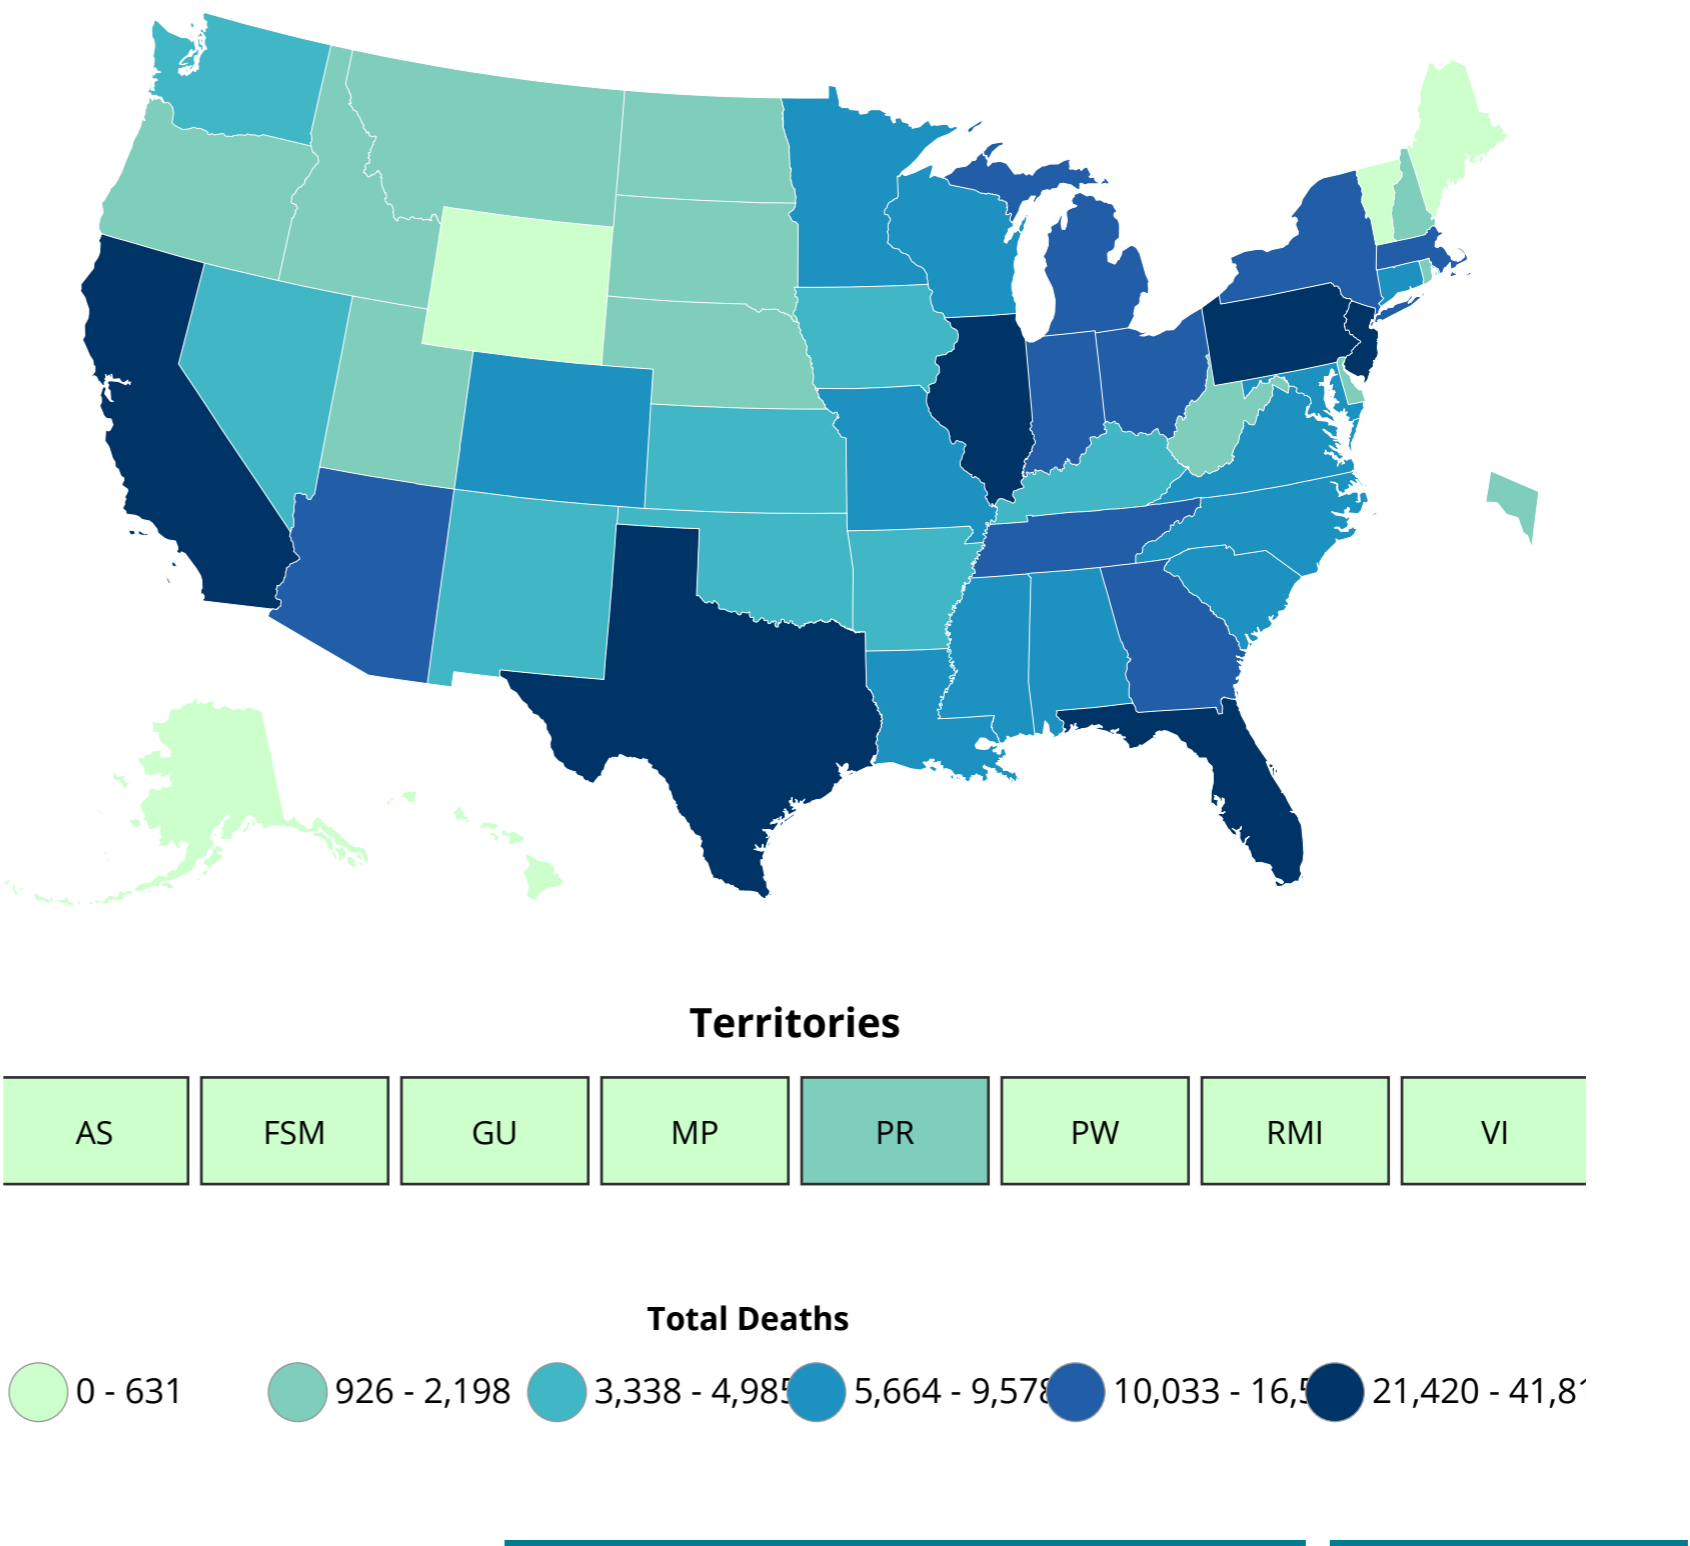 Territories
AS FSM GU MP PR PW RMI VI
Total Deaths
0 - 631 926 - 2,198 3,338 - 4,985 5,664 - 9,578 10,033 - 16,5 21,420 - 41,81